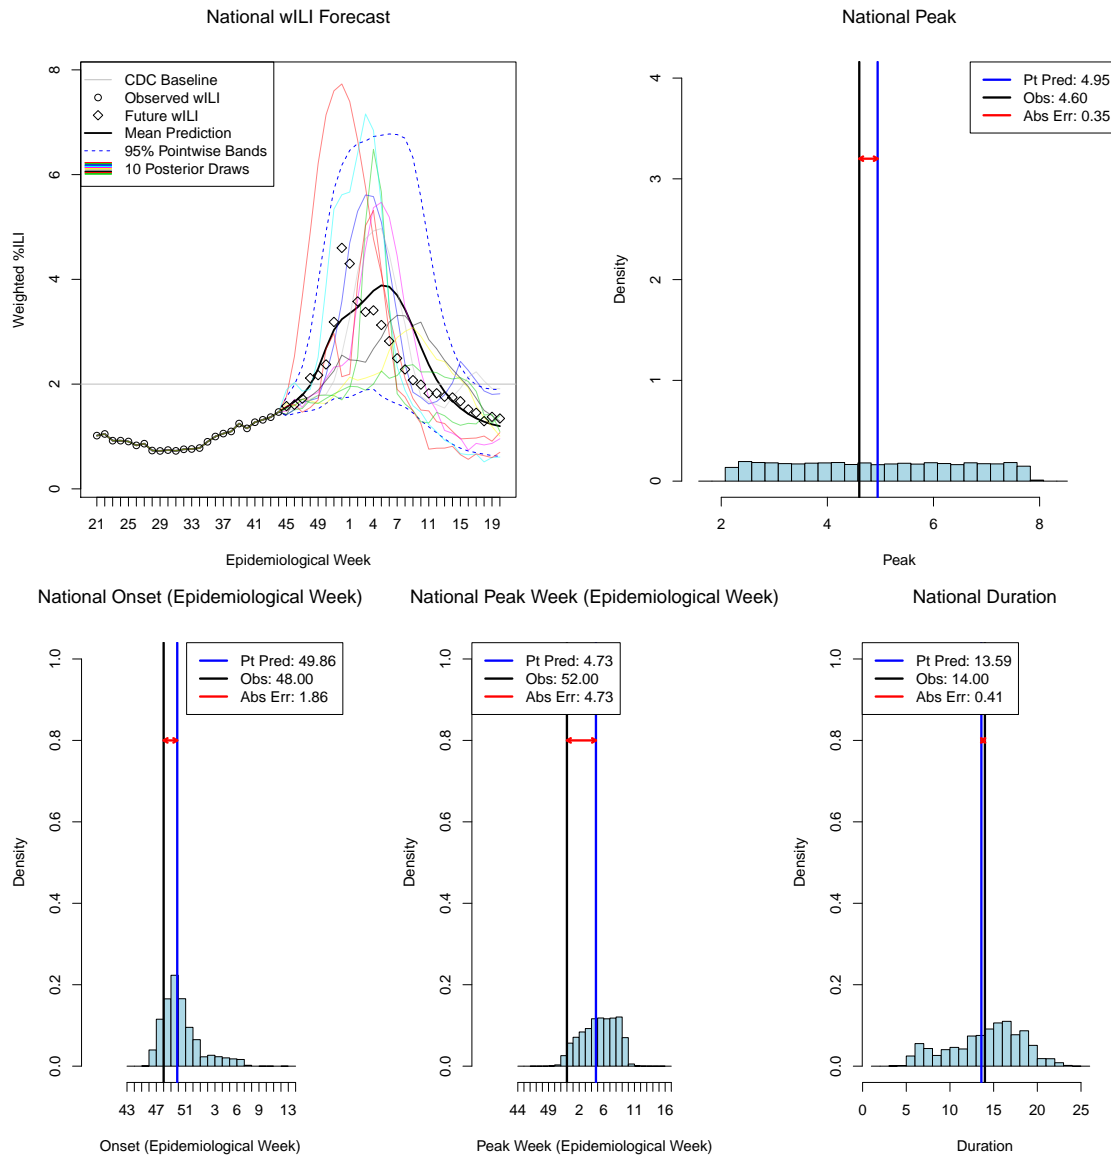 National wILI Forecast
CDC Baseline
Observed wILI
Future wILI
Mean Prediction
95% Pointwise Bands
10 Posterior Draws
Weighted %ILI
0 2 4 6 8
21 25 29 33 37 41 45 49 1 4 7 11 15 19
Epidemiological Week
National Peak
Pt Pred: 4.95
Obs: 4.60
Abs Err: 0.35
Density
0 1 2 3 4
2 4 6 8
Peak
National Onset (Epidemiological Week)
Pt Pred: 49.86
Obs: 48.00
Abs Err: 1.86
Density
0.0 0.2 0.4 0.6 0.8 1.0
43 47 51 3 6 9 13
Onset (Epidemiological Week)
National Peak Week (Epidemiological Week)
Pt Pred: 4.73
Obs: 52.00
Abs Err: 4.73
Density
0.0 0.2 0.4 0.6 0.8 1.0
44 49 2 6 11 16
Peak Week (Epidemiological Week)
National Duration
Pt Pred: 13.59
Obs: 14.00
Abs Err: 0.41
Density
0.0 0.2 0.4 0.6 0.8 1.0
0 5 10 15 20 25
Duration